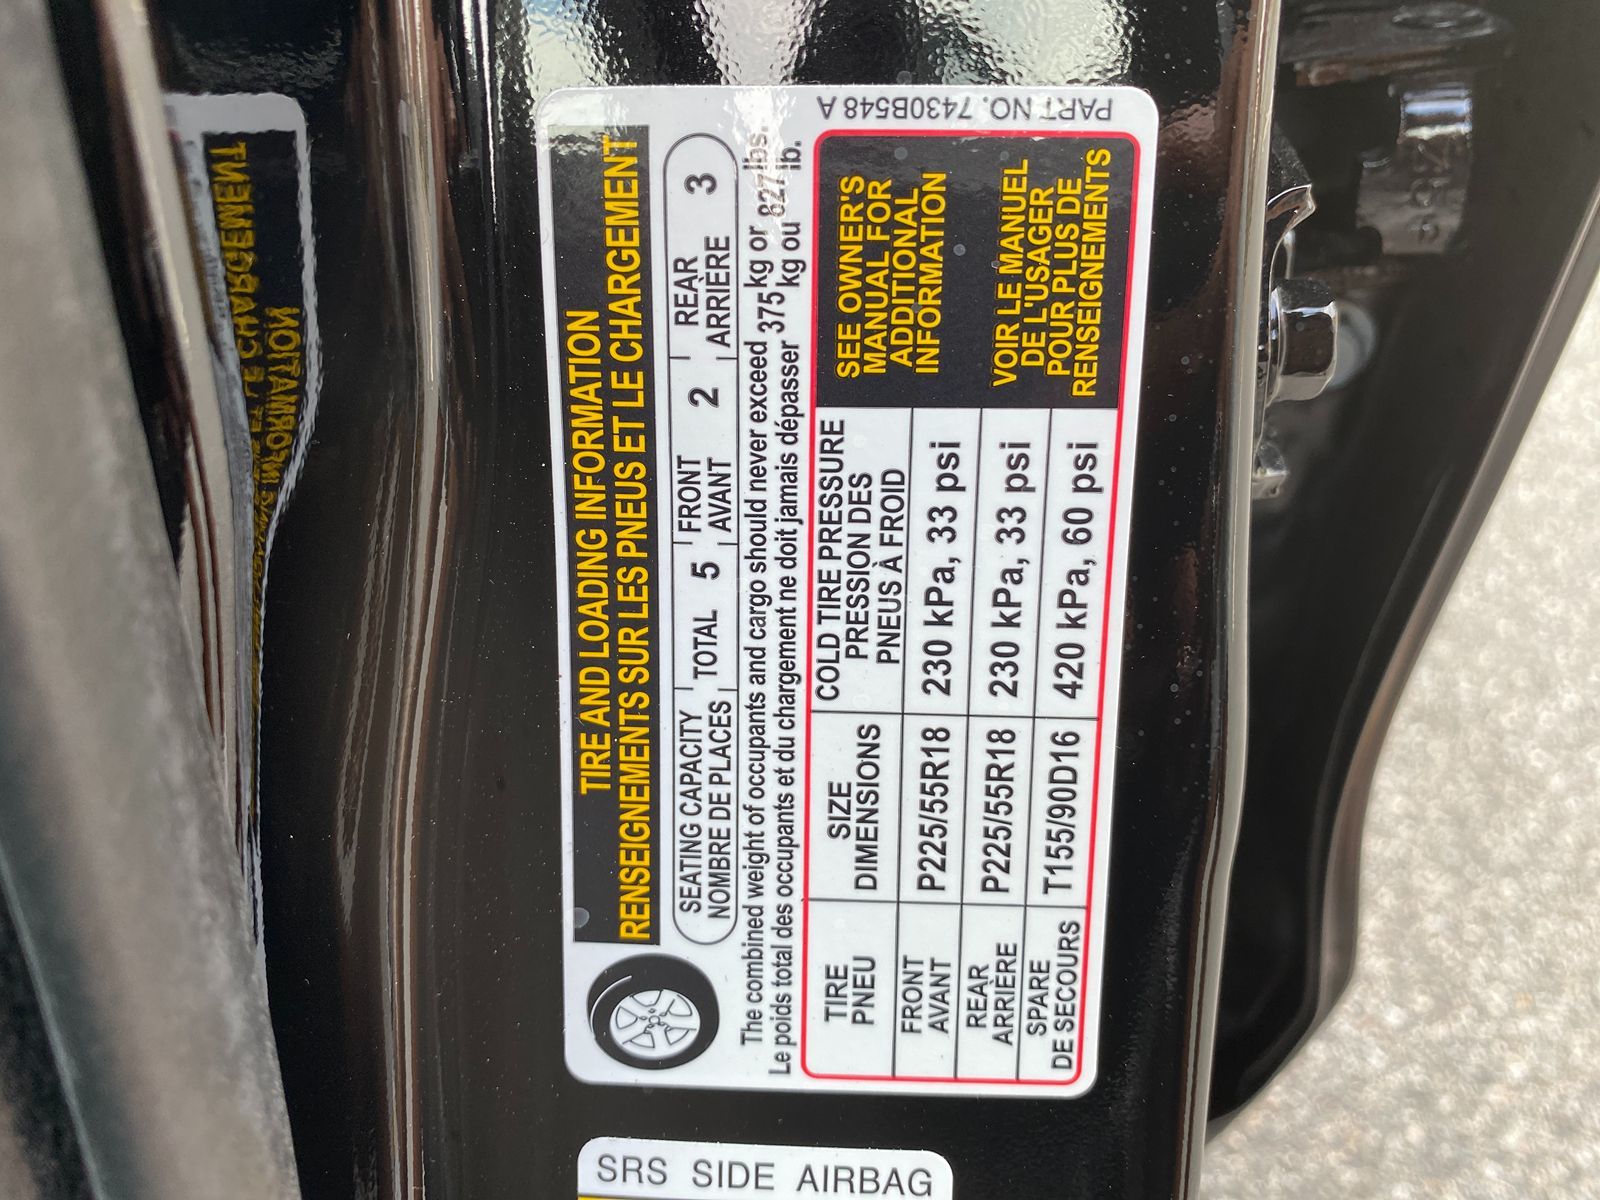 TIRE AND LOADING INFORMATION
RENSEIGNEMENTS SUR LES PNEUS ET LE CHARGEMENT
SEATING CAPACITY TOTAL 5 FRONT 2 REAR 3
NOMBRE DE PLACES AVANT ARRIÈRE
The combined weight of occupants and cargo should never exceed 375 kg or 827 lbs.
Le poids total des occupants et du chargement ne doit jamais dépasser 375 kg ou 827 lb.
TIRE
PNEU
SIZE
DIMENSIONS
COLD TIRE PRESSURE
PRESSION DES
PNEUS À FROID
FRONT
AVANT
P225/55R18
230 kPa, 33 psi
REAR
ARRIÈRE
P225/55R18
230 kPa, 33 psi
SPARE
DE SECOURS
T155/90D16
420 kPa, 60 psi
SEE OWNER'S
MANUAL FOR
ADDITIONAL
INFORMATION
VOIR LE MANUEL
DE L'USAGER
POUR PLUS DE
RENSEIGNEMENTS
PART NO. 7430B548 A
SRS SIDE AIRBAG